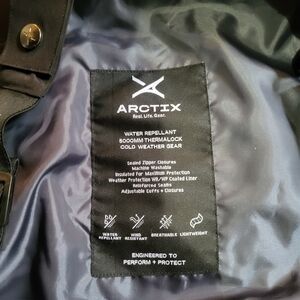 ARCTIX
Real. Life. Gear.
WATER REPELLANT
5000MM THERMALOCK
COLD WEATHER GEAR
Sealed Zipper Closures
Machine Washable
Insulated for Maximum Protection
Weather Protection WR/WP Coated Liner
Reinforced Seams
Adjustable Cuffs + Closures
WATER REPELLANT
WIND RESISTANT
BREATHABLE
LIGHTWEIGHT
ENGINEERED TO
PERFORM + PROTECT